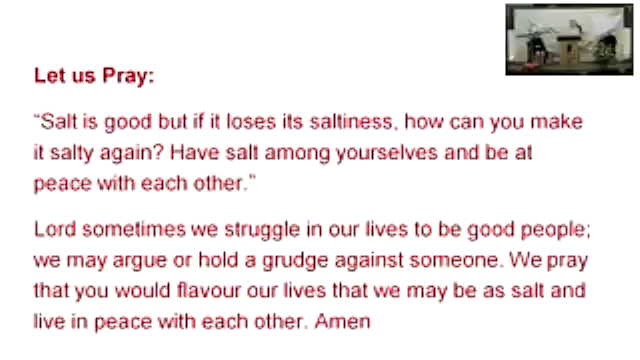 Let us Pray:
“Salt is good but if it loses its saltiness, how can you make
it salty again? Have salt among yourselves and be at
peace with each other.”
Lord sometimes we struggle in our lives to be good people;
we may argue or hold a grudge against someone. We pray
that you would flavour our lives that we may be as salt and
live in peace with each other. Amen